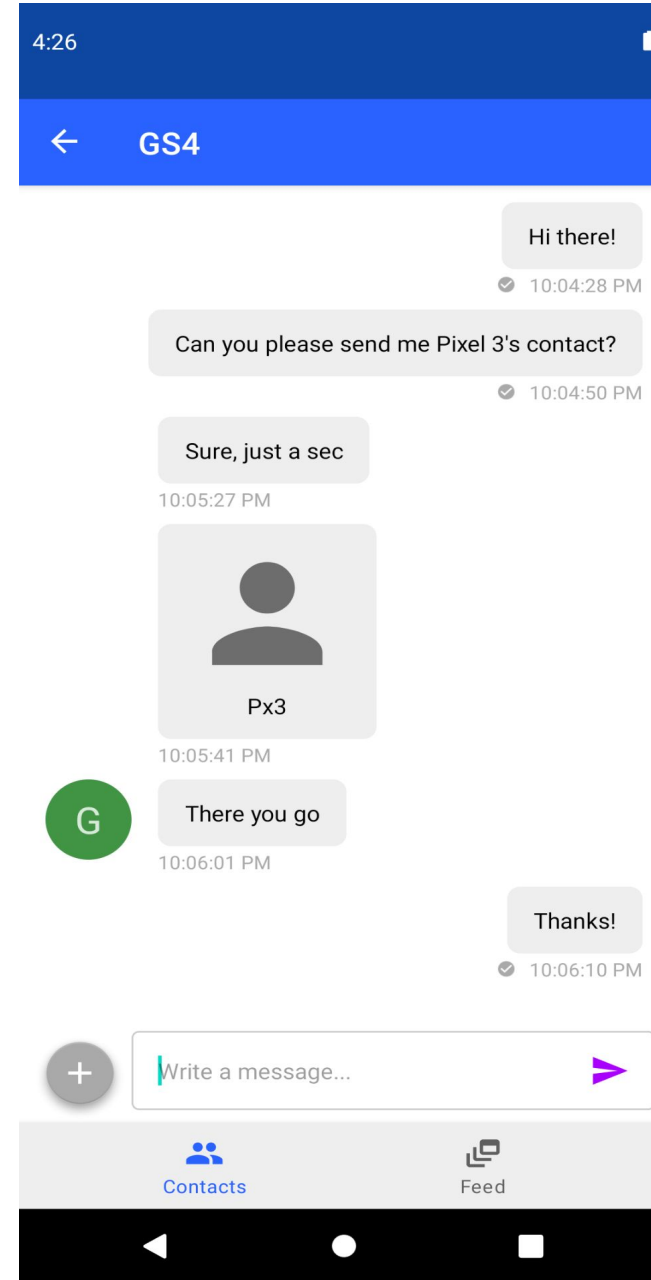 4:26
GS4
Hi there!
10:04:28 PM
Can you please send me Pixel 3's contact?
10:04:50 PM
Sure, just a sec
10:05:27 PM
Px3
10:05:41 PM
G
There you go
10:06:01 PM
Thanks!
10:06:10 PM
Write a message...
Contacts
Feed